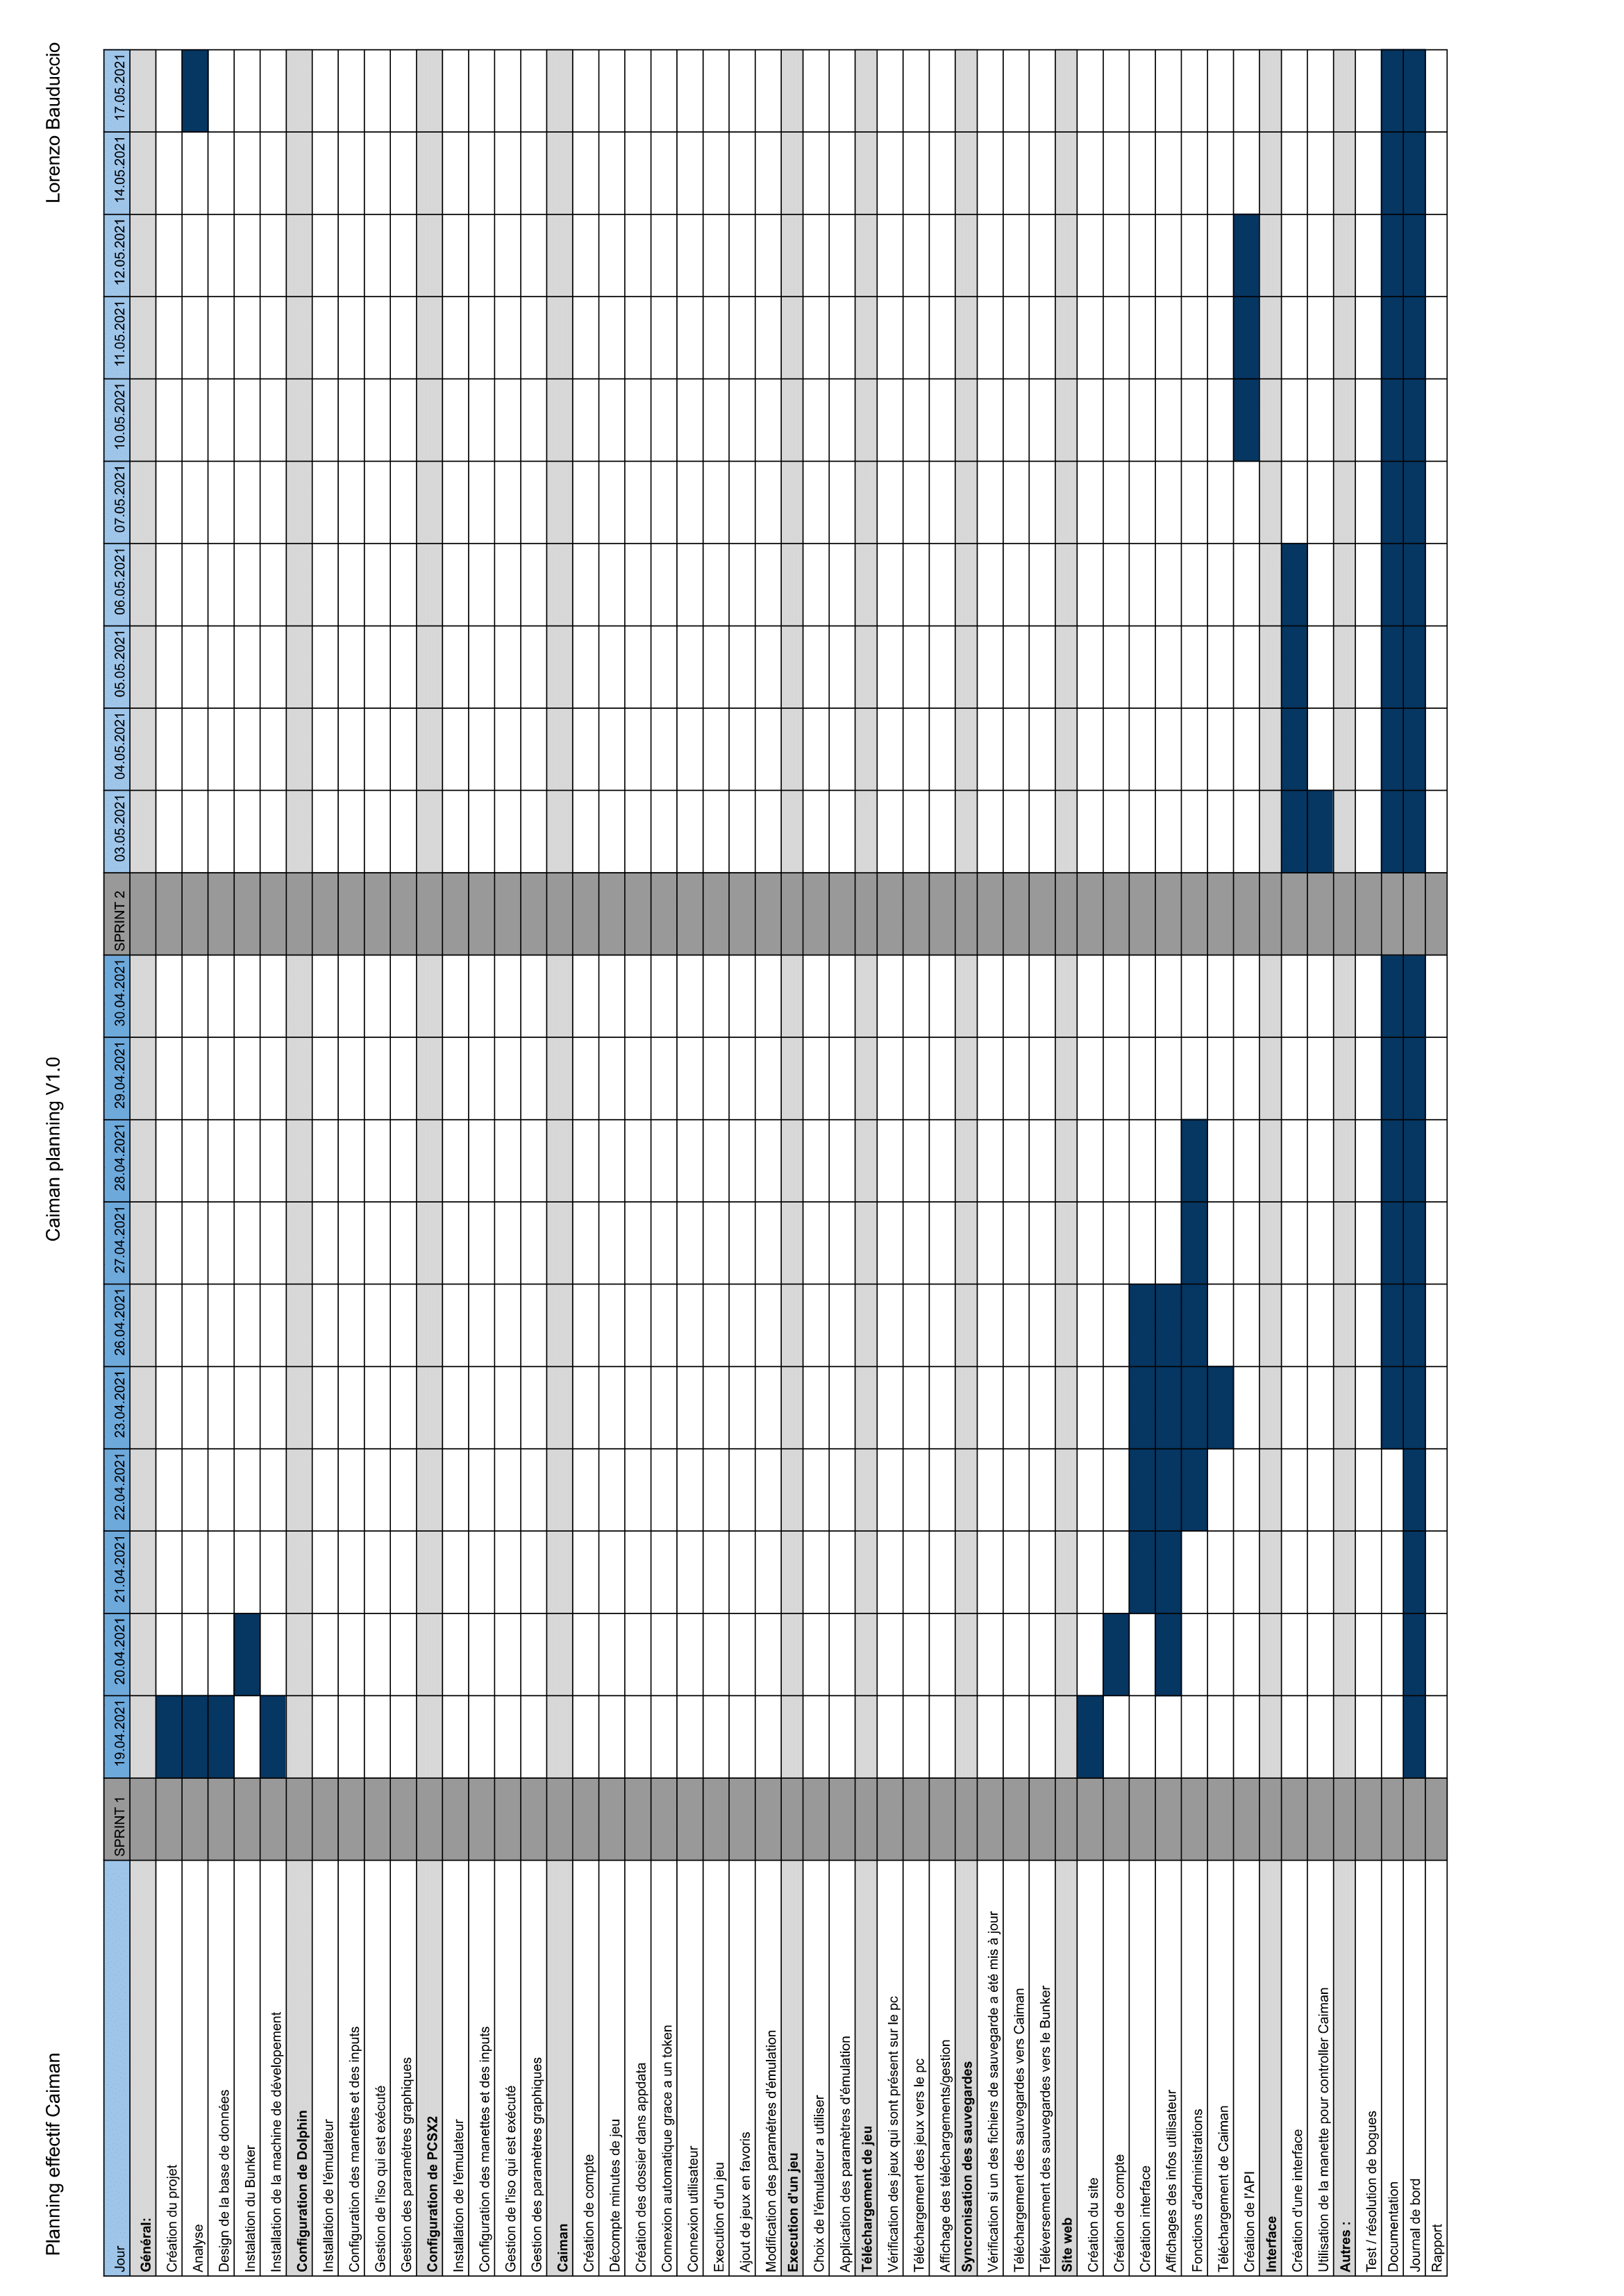 Planning effectif Caiman Caiman planning V1.0 Lorenzo Bauduccio
Jour SPRINT 1 19.04.2021 20.04.2021 21.04.2021 22.04.2021 23.04.2021 26.04.2021 27.04.2021 28.04.2021 29.04.2021 30.04.2021 SPRINT 2 03.05.2021 04.05.2021 05.05.2021 06.05.2021 07.05.2021 10.05.2021 11.05.2021 12.05.2021 14.05.2021 17.05.2021
Général:
Création du projet
Analyse
Design de la base de données
Installation du Bunker
Installation de la machine de dévelopement
Configuration de Dolphin
Installation de l'émulateur
Configuration des manettes et des inputs
Gestion de l'iso qui est exécuté
Gestion des paramétres graphiques
Configuration de PCSX2
Installation de l'émulateur
Configuration des manettes et des inputs
Gestion de l'iso qui est exécuté
Gestion des paramètres graphiques
Caiman
Création de compte
Décompte minutes de jeu
Création des dossier dans appdata
Connexion automatique grace a un token
Connexion utilisateur
Execution d'un jeu
Ajout de jeux en favoris
Modification des paramétres d'émulation
Execution d'un jeu
Choix de l'émulateur a utiliser
Application des paramètres d'émulation
Téléchargement de jeu
Vérification des jeux qui sont présent sur le pc
Téléchargement des jeux vers le pc
Affichage des téléchargements/gestion
Syncronisation des sauvegardes
Vérification si un des fichiers de sauvegarde a été mis à jour
Téléchargement des sauvegardes vers Caiman
Téléversement des sauvegardes vers le Bunker
Site web
Création du site
Création de compte
Création interface
Affichages des infos utilisateur
Fonctions d'administrations
Téléchargement de Caiman
Création de l'API
Interface
Création d'une interface
Utilisation de la manette pour controller Caiman
Autres :
Test / résolution de bogues
Documentation
Journal de bord
Rapport